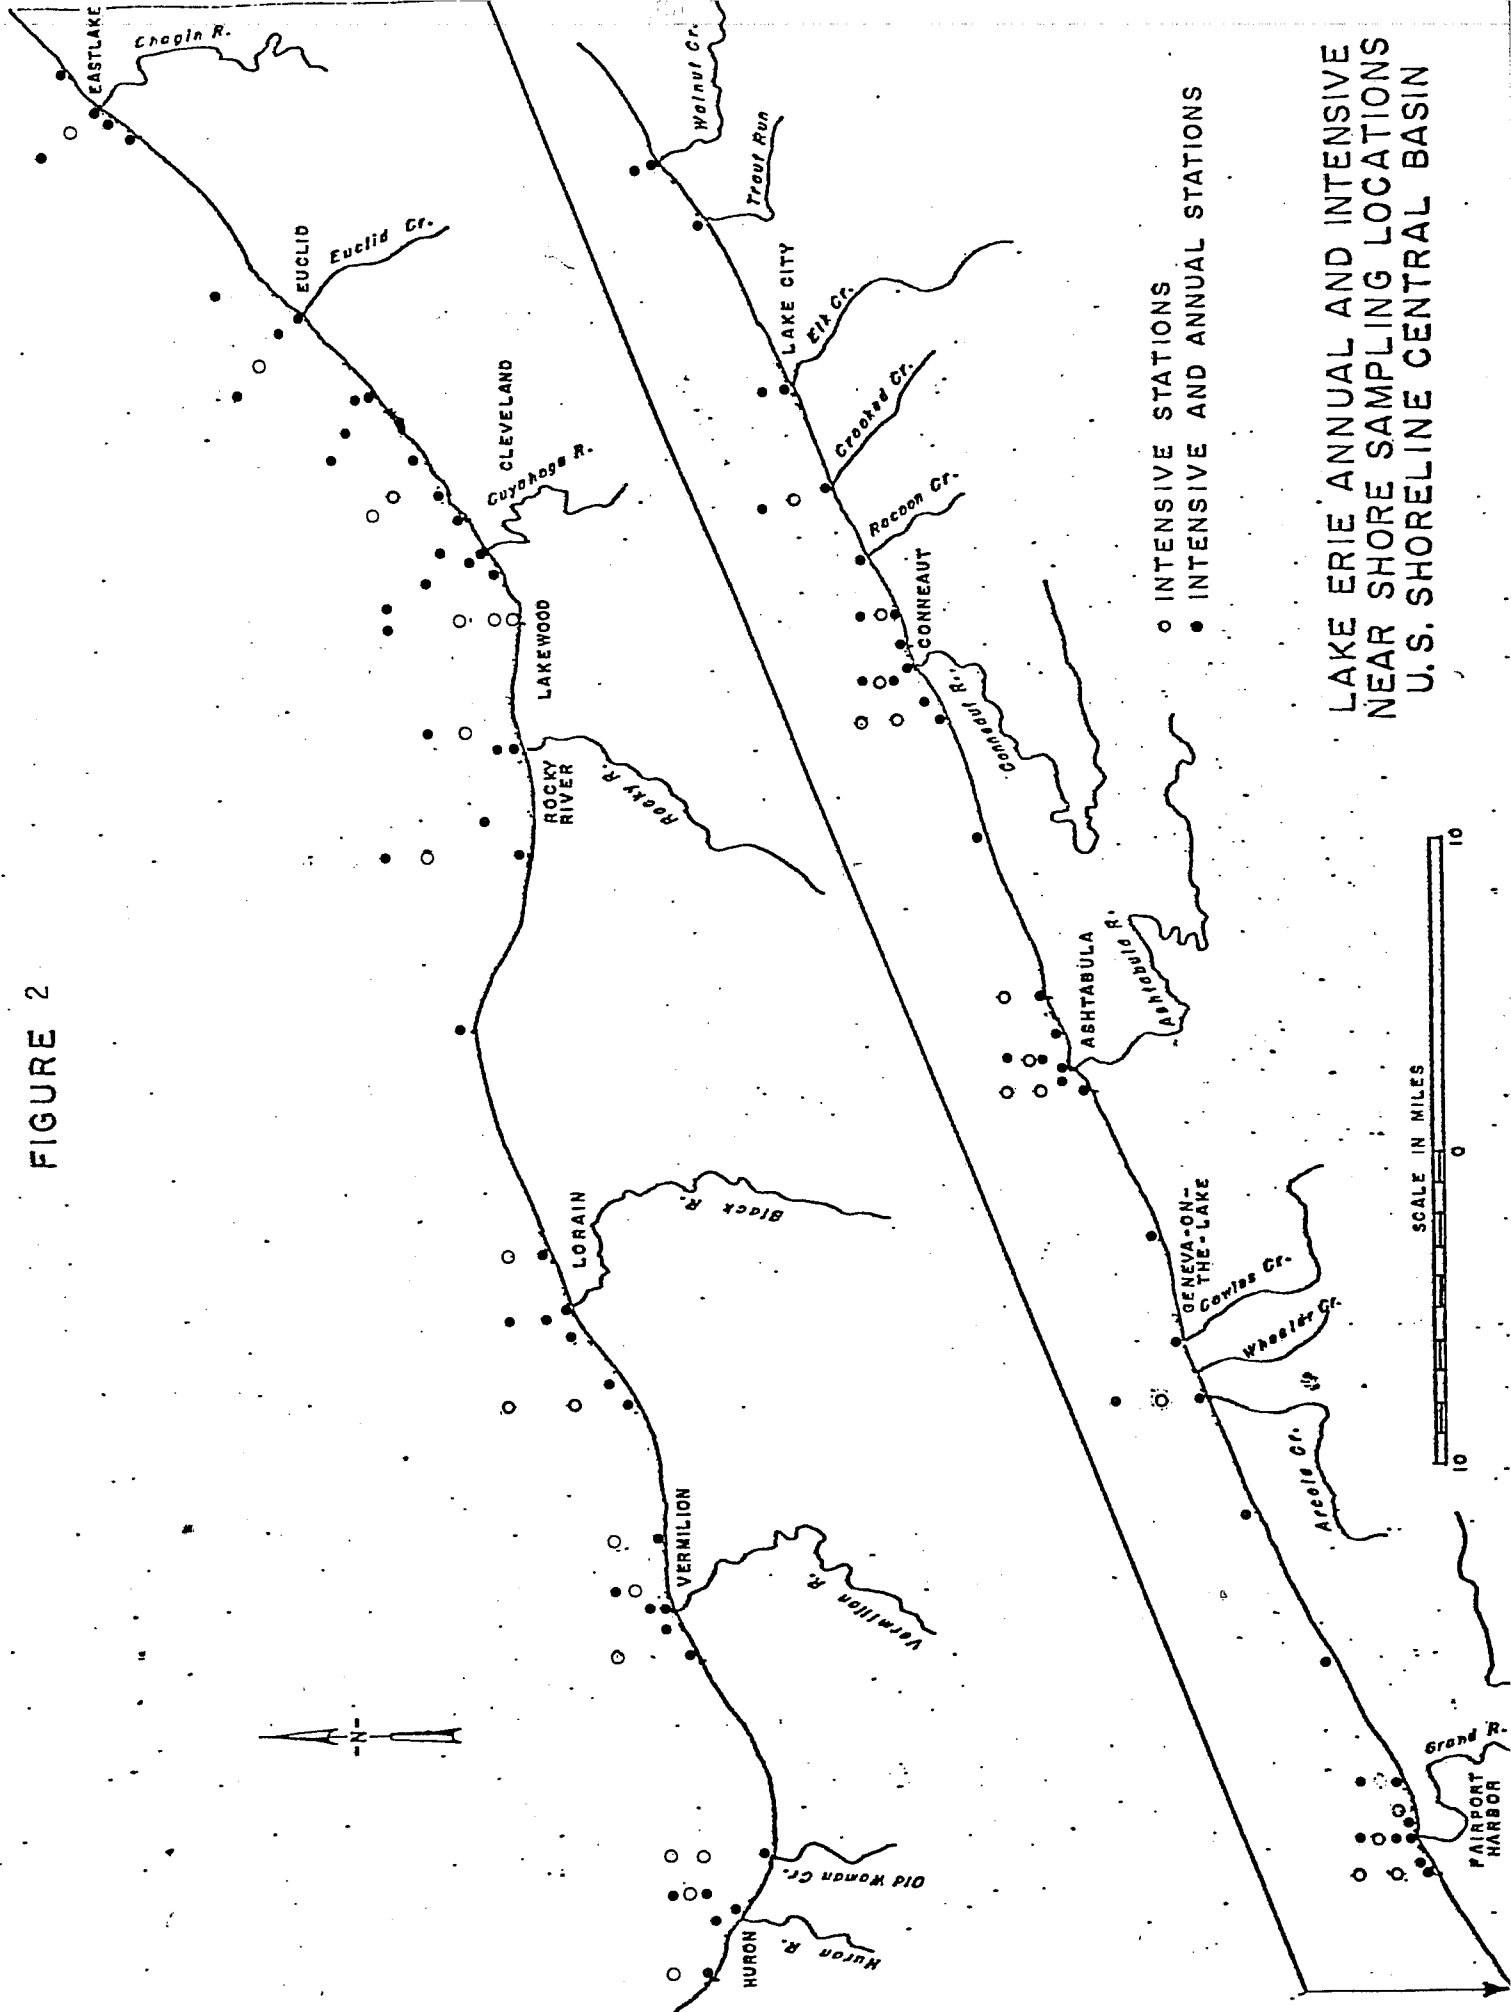 FIGURE 2
-N-
HURON
Huron R.
Old Woman Cr.
VERMILION
Vermilion R.
LORAIN
Black R.
ROCKY
RIVER
Rocky R.
LAKEWOOD
CLEVELAND
Cuyahoga R.
EUCLID
Euclid Cr.
EASTLAKE
Chagin R.
FAIRPORT
HARBOR
Grand R.
Arcola Cr.
Wheeler Cr.
Cowles Cr.
GENEVA-ON-
THE-LAKE
ASHTABULA
Ashtabula R.
CONNEAUT
Conneaut R.
Racoon Cr.
Crooked Cr.
LAKE CITY
Elk Cr.
Trout Run
Walnut Cr.
INTENSIVE STATIONS
INTENSIVE AND ANNUAL STATIONS
SCALE IN MILES
10 0 10
LAKE ERIE ANNUAL AND INTENSIVE
NEAR SHORE SAMPLING LOCATIONS
U.S. SHORELINE CENTRAL BASIN